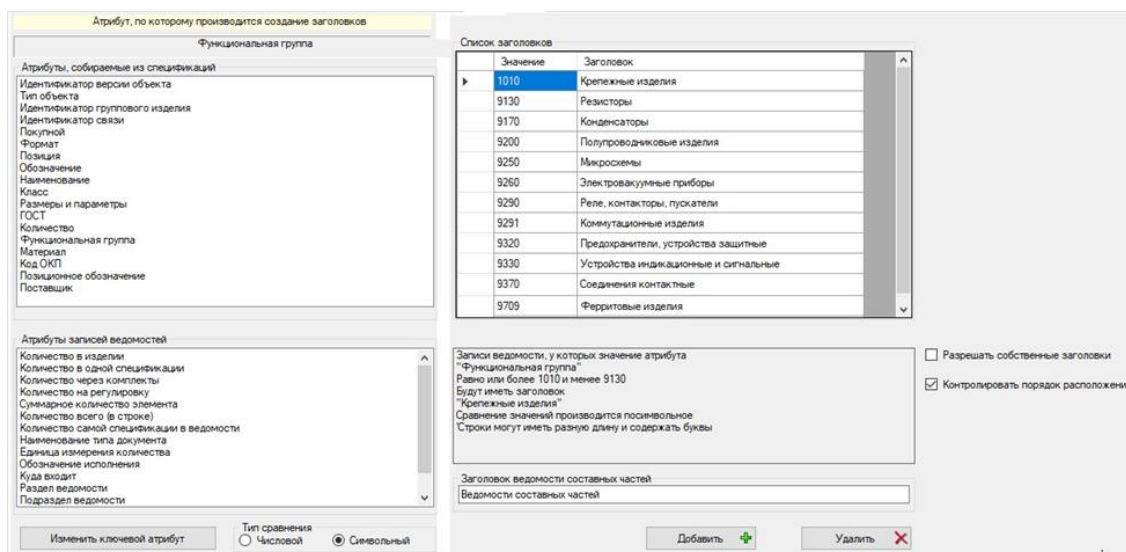 Атрибут, по которому производится создание заголовков
Функциональная группа
Атрибуты, собираемые из спецификаций
Идентификатор версии объекта
Тип объекта
Идентификатор группового изделия
Идентификатор связи
Покупной
Формат
Позиция
Обозначение
Наименование
Класс
Размеры и параметры
ГОСТ
Количество
Функциональная группа
Материал
Код ОКП
Позиционное обозначение
Поставщик
Атрибуты записей ведомостей
Количество в изделии
Количество в одной спецификации
Количество через комплекты
Количество на регулировку
Суммарное количество элемента
Количество всего (в строке)
Количество самой спецификации в ведомости
Наименование типа документа
Единица измерения количества
Обозначение исполнения
Куда входит
Раздел ведомости
Подраздел ведомости
Изменить ключевой атрибут
Тип сравнения
Числовой Символьный
Список заголовков
Значение Заголовок
1010 Крепежные изделия
9130 Резисторы
9170 Конденсаторы
9200 Полупроводниковые изделия
9250 Микросхемы
9260 Электровакуумные приборы
9290 Реле, контакторы, пускатели
9291 Коммутационные изделия
9320 Предохранители, устройства защитные
9330 Устройства индикационные и сигнальные
9370 Соединения контактные
9709 Ферритовые изделия
Записи ведомости, у которых значение атрибута
"Функциональная группа"
Равно или более 1010 и менее 9130
Будут иметь заголовок
"Крепежные изделия"
Сравнение значений производится посимвольное
'Строки могут иметь разную длину и содержать буквы
Заголовок ведомости составных частей
Ведомости составных частей
Добавить Удалить
Разрешать собственные заголовки
Контролировать порядок расположени